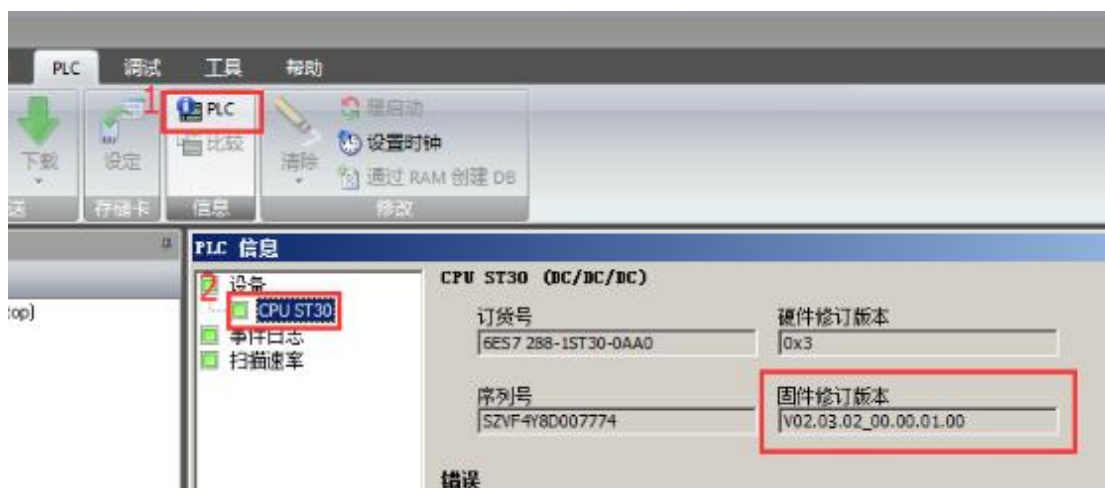 PLC 调试 工具 帮助
1 PLC 暖启动
下载 设定 比较 清除 设置时钟
通过 RAM 创建 DB
送 存储卡 信息 修改
PLC 信息
2 设备 CPU ST30 (DC/DC/DC)
op) CPU ST30 订货号 硬件修订版本
事件日志 6ES7 288-1ST30-0AA0 0x3
扫描速率
序列号 固件修订版本
SZVF4Y8D007774 V02.03.02_00.00.01.00
错误